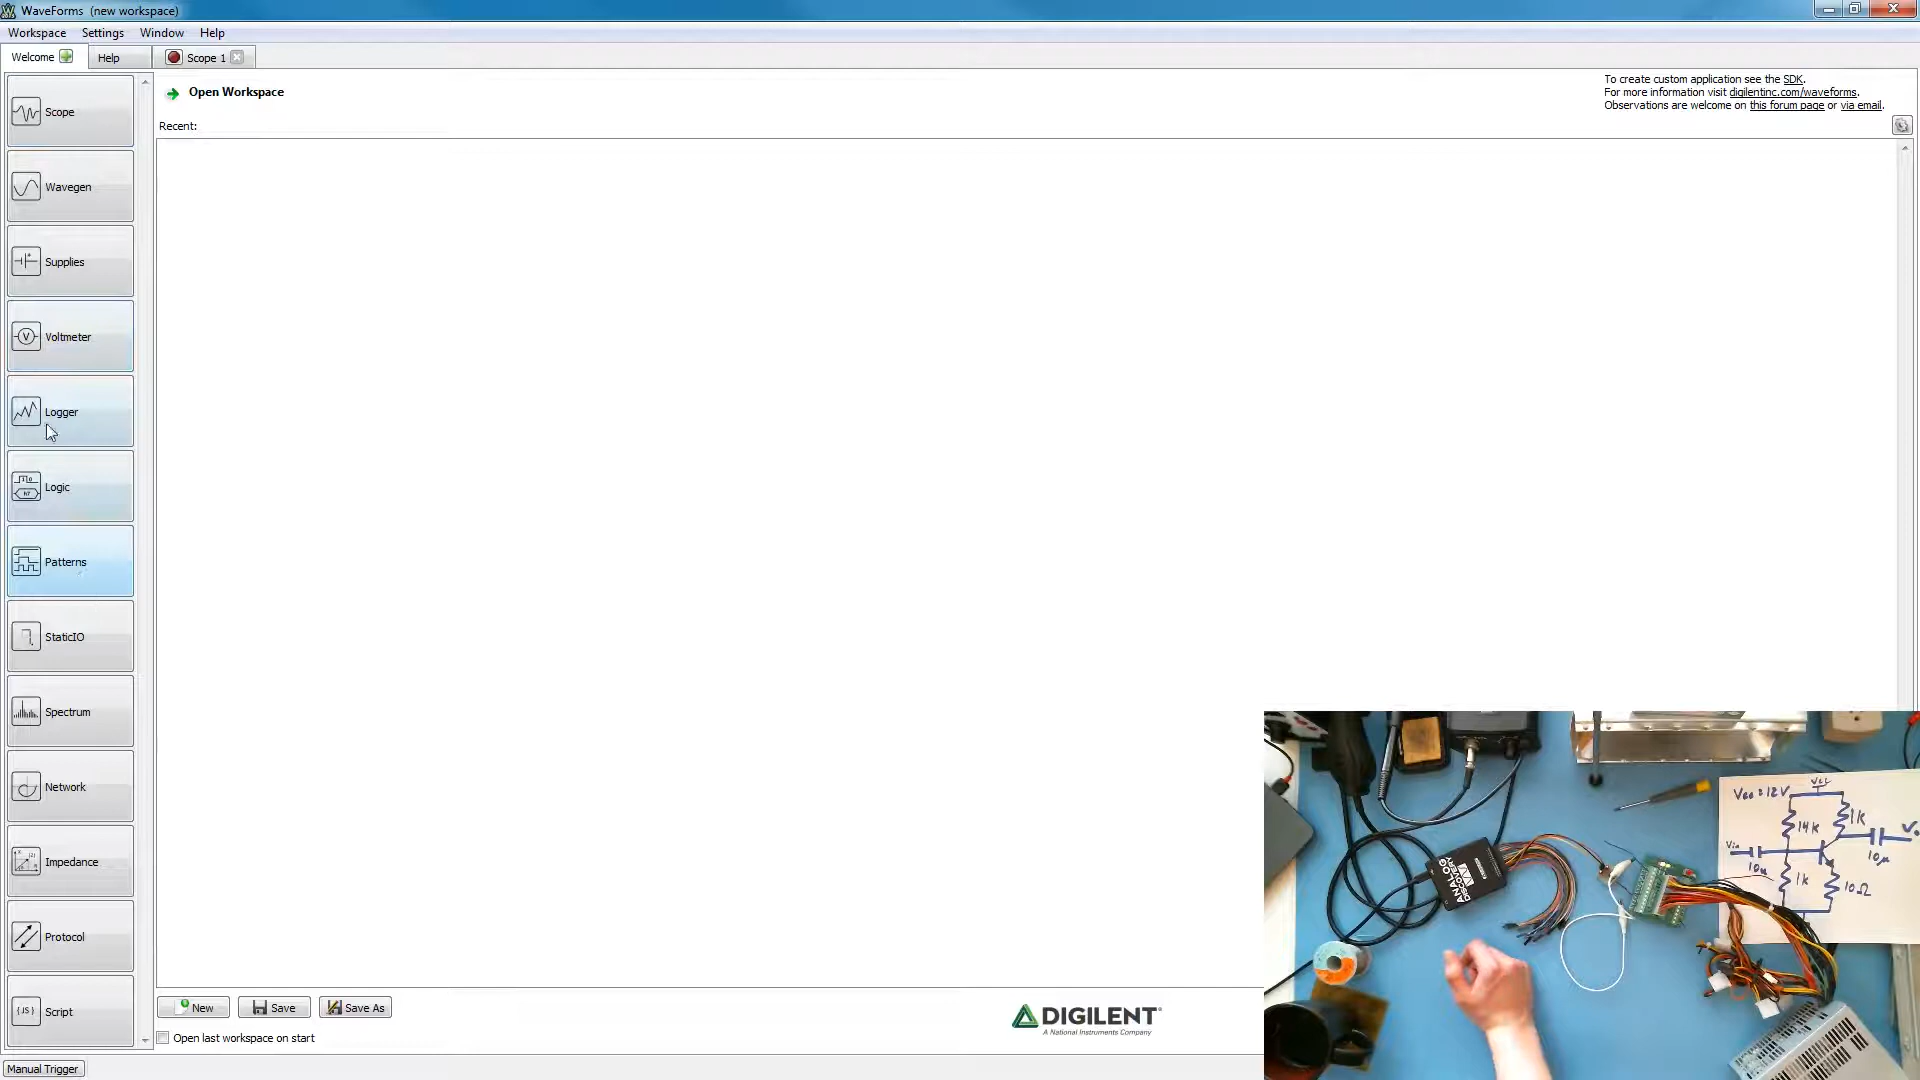 WaveForms (new workspace)
Workspace Settings Window Help
Welcome Help Scope 1
Open Workspace
To create custom application see the SDK.
For more information visit digilentinc.com/waveforms.
Observations are welcome on this forum page or via email.
Recent:
Scope
Wavegen
Supplies
Voltmeter
Logger
Logic
Patterns
StaticIO
Spectrum
Network
Impedance
Protocol
Script
New Save Save As
Open last workspace on start
DIGILENT
A National Instruments Company
Manual Trigger
Vcc
Vcc = 12V
14k
1k
Vin
10µ
10µ
1k
10Ω
ANALOG
DISCOVERY